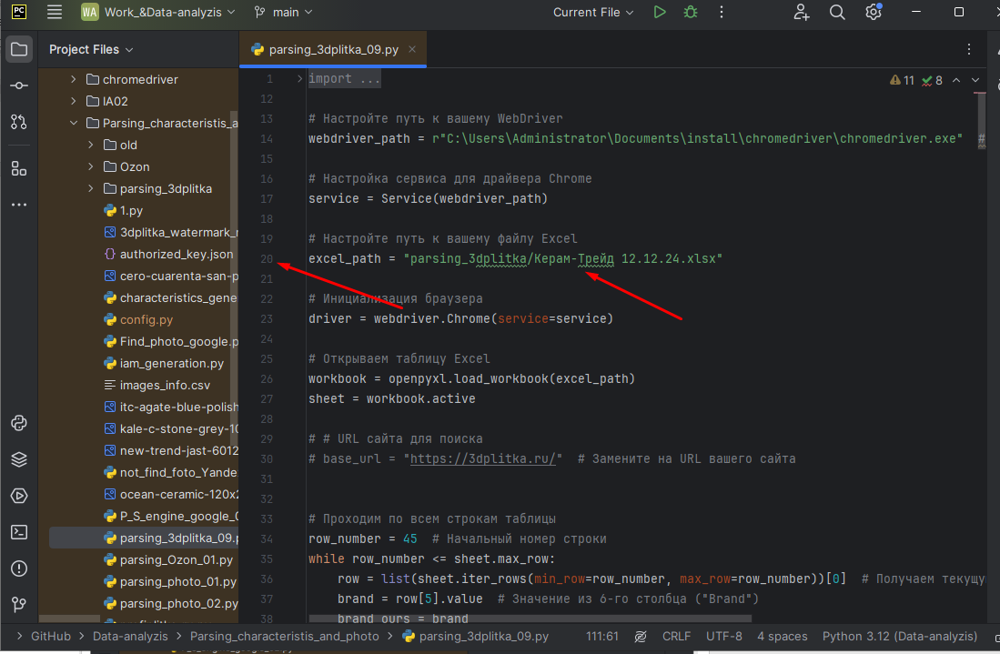 PC WA Work_&Data-analyzis main Current File
Project Files
parsing_3dplitka_09.py
chromedriver
IA02
Parsing_characteristis_a
old
Ozon
parsing_3dplitka
1.py
3dplitka_watermark_
authorized_key.json
cero-cuarenta-san-p
characteristics_gene
config.py
Find_photo_google.p
iam_generation.py
images_info.csv
itc-agate-blue-polish
kale-c-stone-grey-10
new-trend-jast-6012
not_find_foto_Yande
ocean-ceramic-120x2
P_S_engine_google_0
parsing_3dplitka_09.p
parsing_Ozon_01.py
parsing_photo_01.py
parsing_photo_02.py
11 8
1 import ...
12
13 # Настройте путь к вашему WebDriver
14 webdriver_path = r"C:\Users\Administrator\Documents\install\chromedriver\chromedriver.exe" #
15
16 # Настройка сервиса для драйвера Chrome
17 service = Service(webdriver_path)
18
19 # Настройте путь к вашему файлу Excel
20 excel_path = "parsing_3dplitka/Керам-Трейд 12.12.24.xlsx"
21
22 # Инициализация браузера
23 driver = webdriver.Chrome(service=service)
24
25 # Открываем таблицу Excel
26 workbook = openpyxl.load_workbook(excel_path)
27 sheet = workbook.active
28
29 # # URL сайта для поиска
30 # base_url = "https://3dplitka.ru/" # Замените на URL вашего сайта
31
32
33 # Проходим по всем строкам таблицы
34 row_number = 45 # Начальный номер строки
35 while row_number <= sheet.max_row:
36 row = list(sheet.iter_rows(min_row=row_number, max_row=row_number))[0] # Получаем текущу
37 brand = row[5].value # Значение из 6-го столбца ("Brand")
38 brand_ours = brand
GitHub Data-analyzis Parsing_characteristis_and_photo parsing_3dplitka_09.py 111:61 CRLF UTF-8 4 spaces Python 3.12 (Data-analyzis)